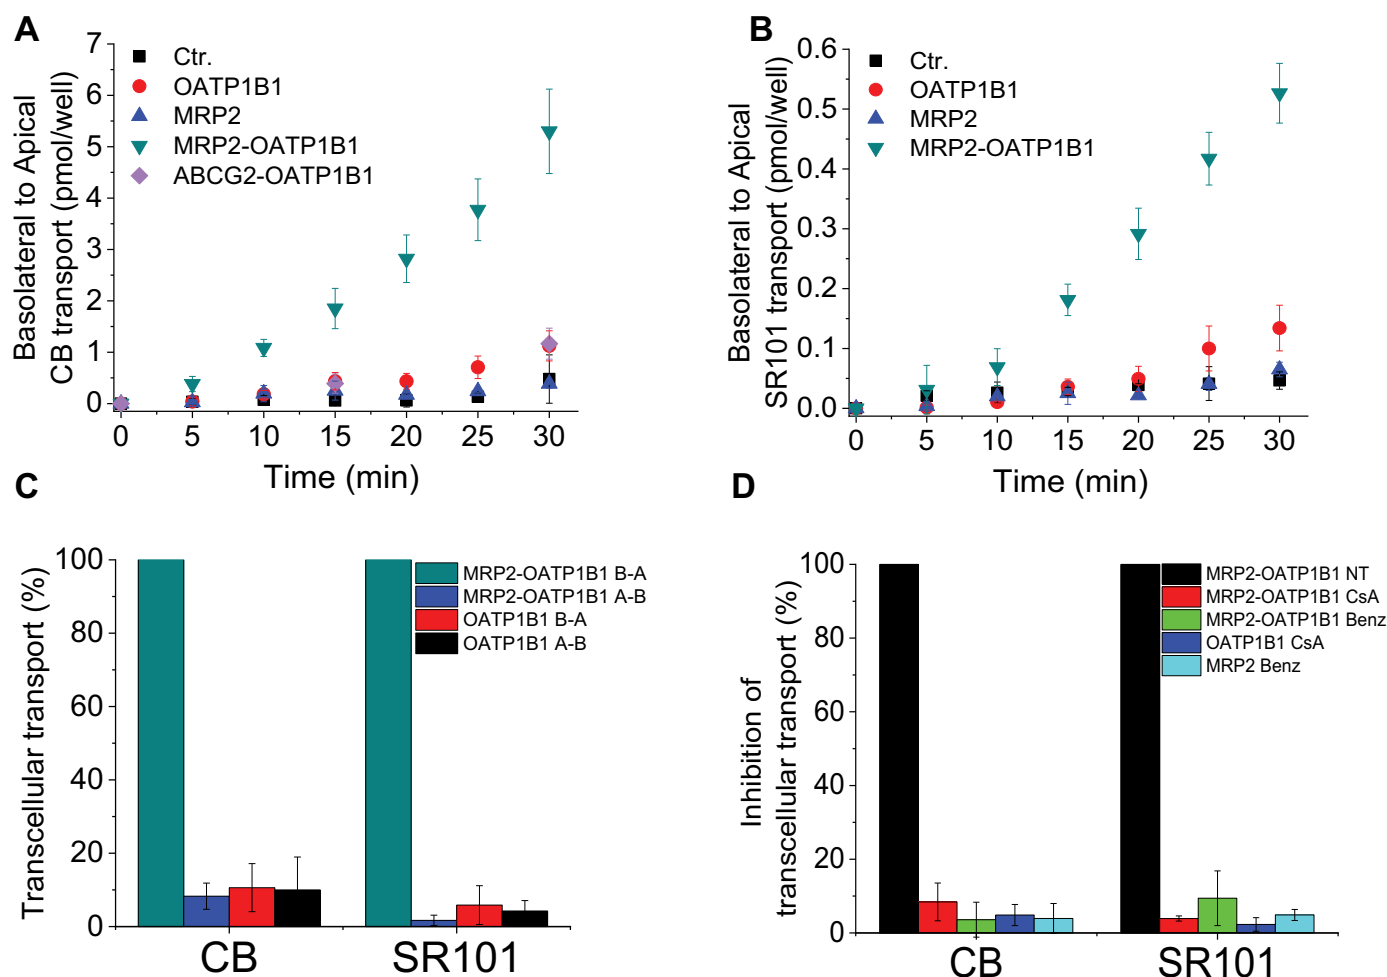 A
Basolateral to Apical
CB transport (pmol/well)
7
6
5
4
3
2
1
0
Ctr.
OATP1B1
MRP2
MRP2-OATP1B1
ABCG2-OATP1B1
0 5 10 15 20 25 30
Time (min)
B
Basolateral to Apical
SR101 transport (pmol/well)
0.6
0.5
0.4
0.3
0.2
0.1
0.0
Ctr.
OATP1B1
MRP2
MRP2-OATP1B1
0 5 10 15 20 25 30
Time (min)
C
Transcellular transport (%)
100
80
60
40
20
0
MRP2-OATP1B1 B-A
MRP2-OATP1B1 A-B
OATP1B1 B-A
OATP1B1 A-B
CB SR101
D
Inhibition of
transcellular transport (%)
100
80
60
40
20
0
MRP2-OATP1B1 NT
MRP2-OATP1B1 CsA
MRP2-OATP1B1 Benz
OATP1B1 CsA
MRP2 Benz
CB SR101